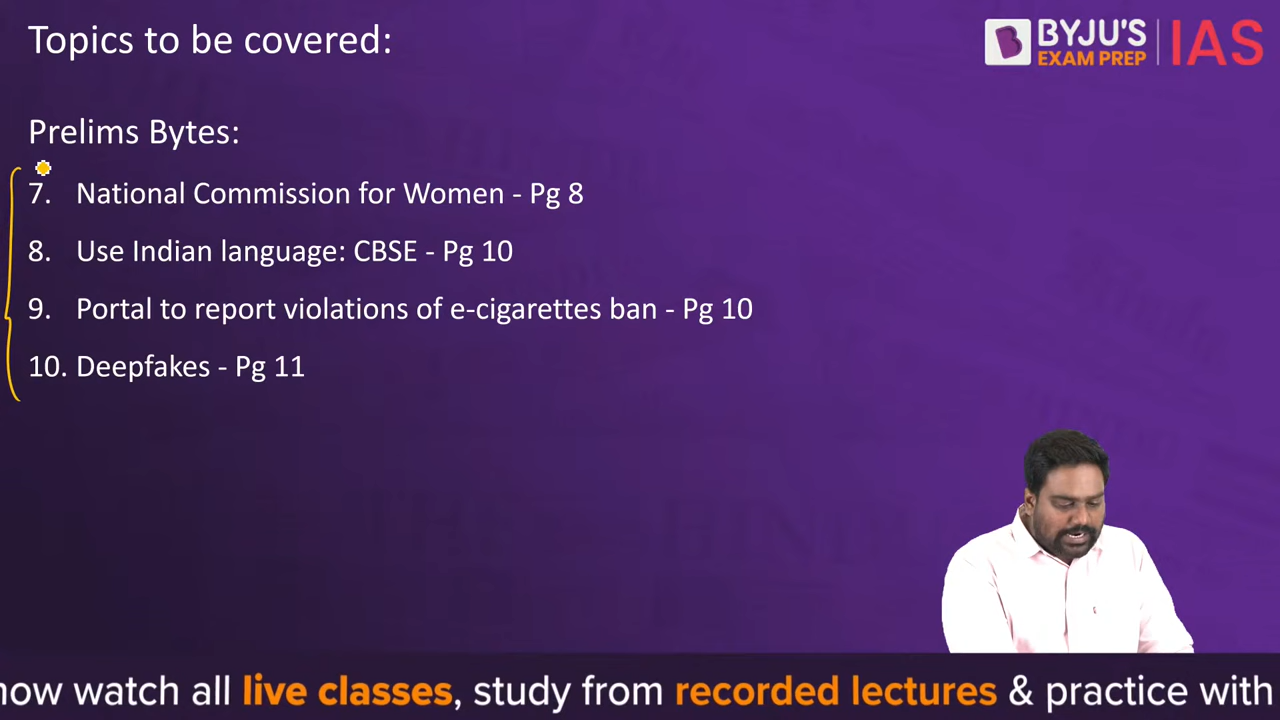 Topics to be covered:
BYJU'S
EXAM PREP
IAS
Prelims Bytes:
7. National Commission for Women - Pg 8
8. Use Indian language: CBSE - Pg 10
9. Portal to report violations of e-cigarettes ban - Pg 10
10. Deepfakes - Pg 11
now watch all live classes, study from recorded lectures & practice with